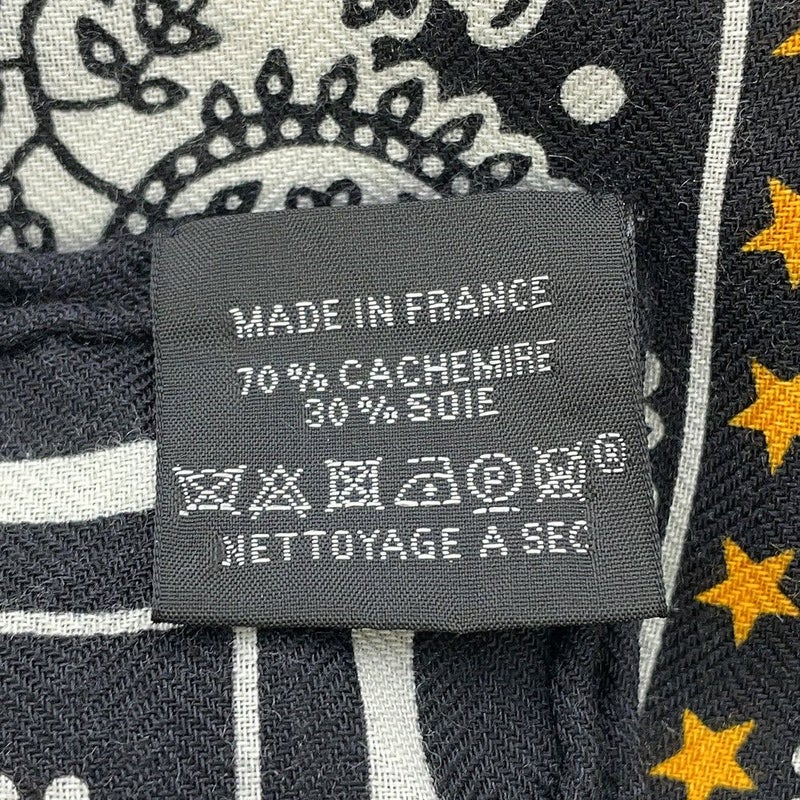 MADE IN FRANCE
70 % CACHEMIRE
30 % SOIE
P ®
NETTOYAGE A SEC